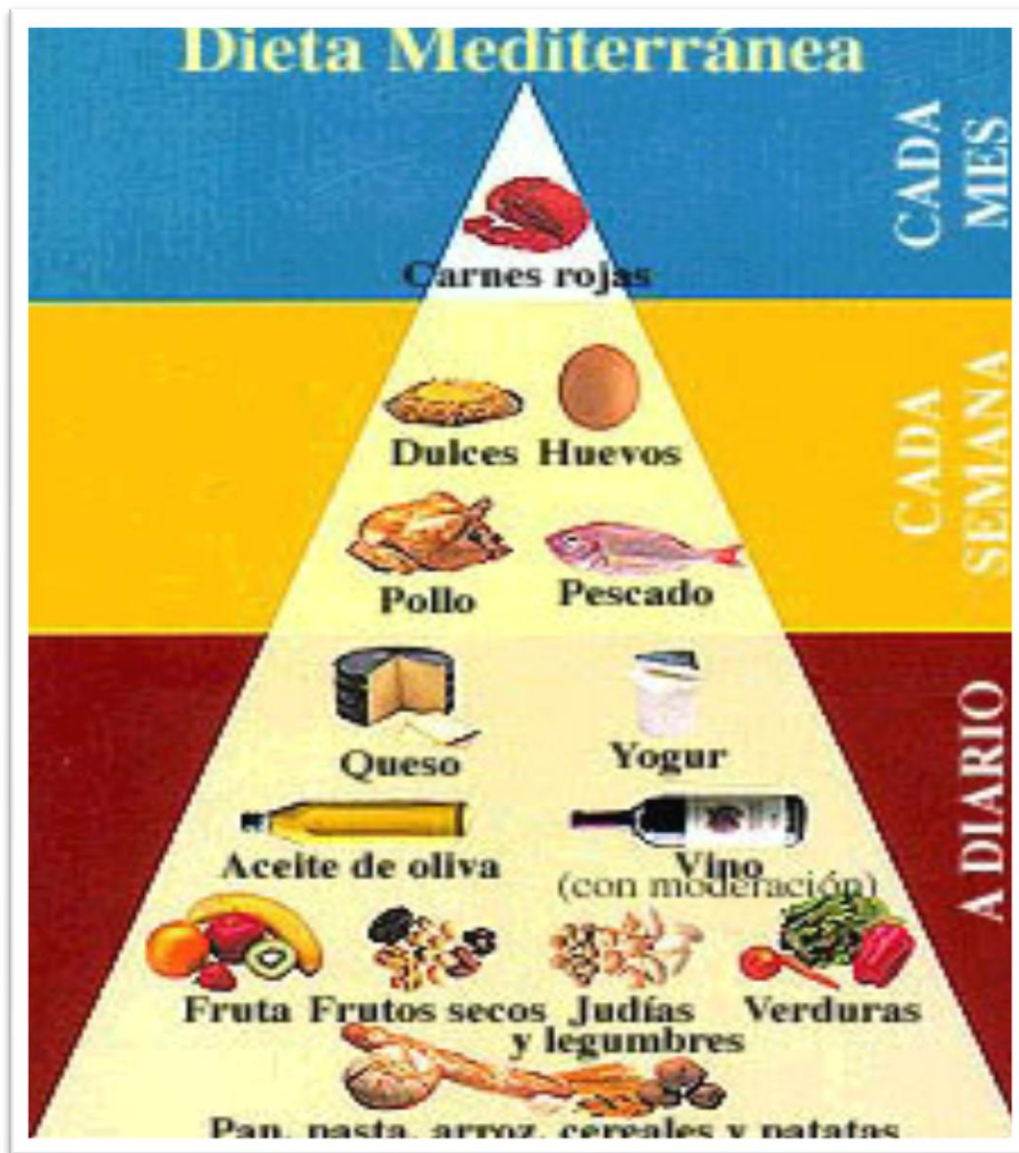 Dieta Mediterránea
CADA
MES
Carnes rojas
CADA
SEMANA
Dulces Huevos
Pollo Pescado
A DIARIO
Queso Yogur
Aceite de oliva Vino
(con moderación)
Fruta Frutos secos Judías Verduras
y legumbres
Pan, pasta, arroz, cereales y patatas